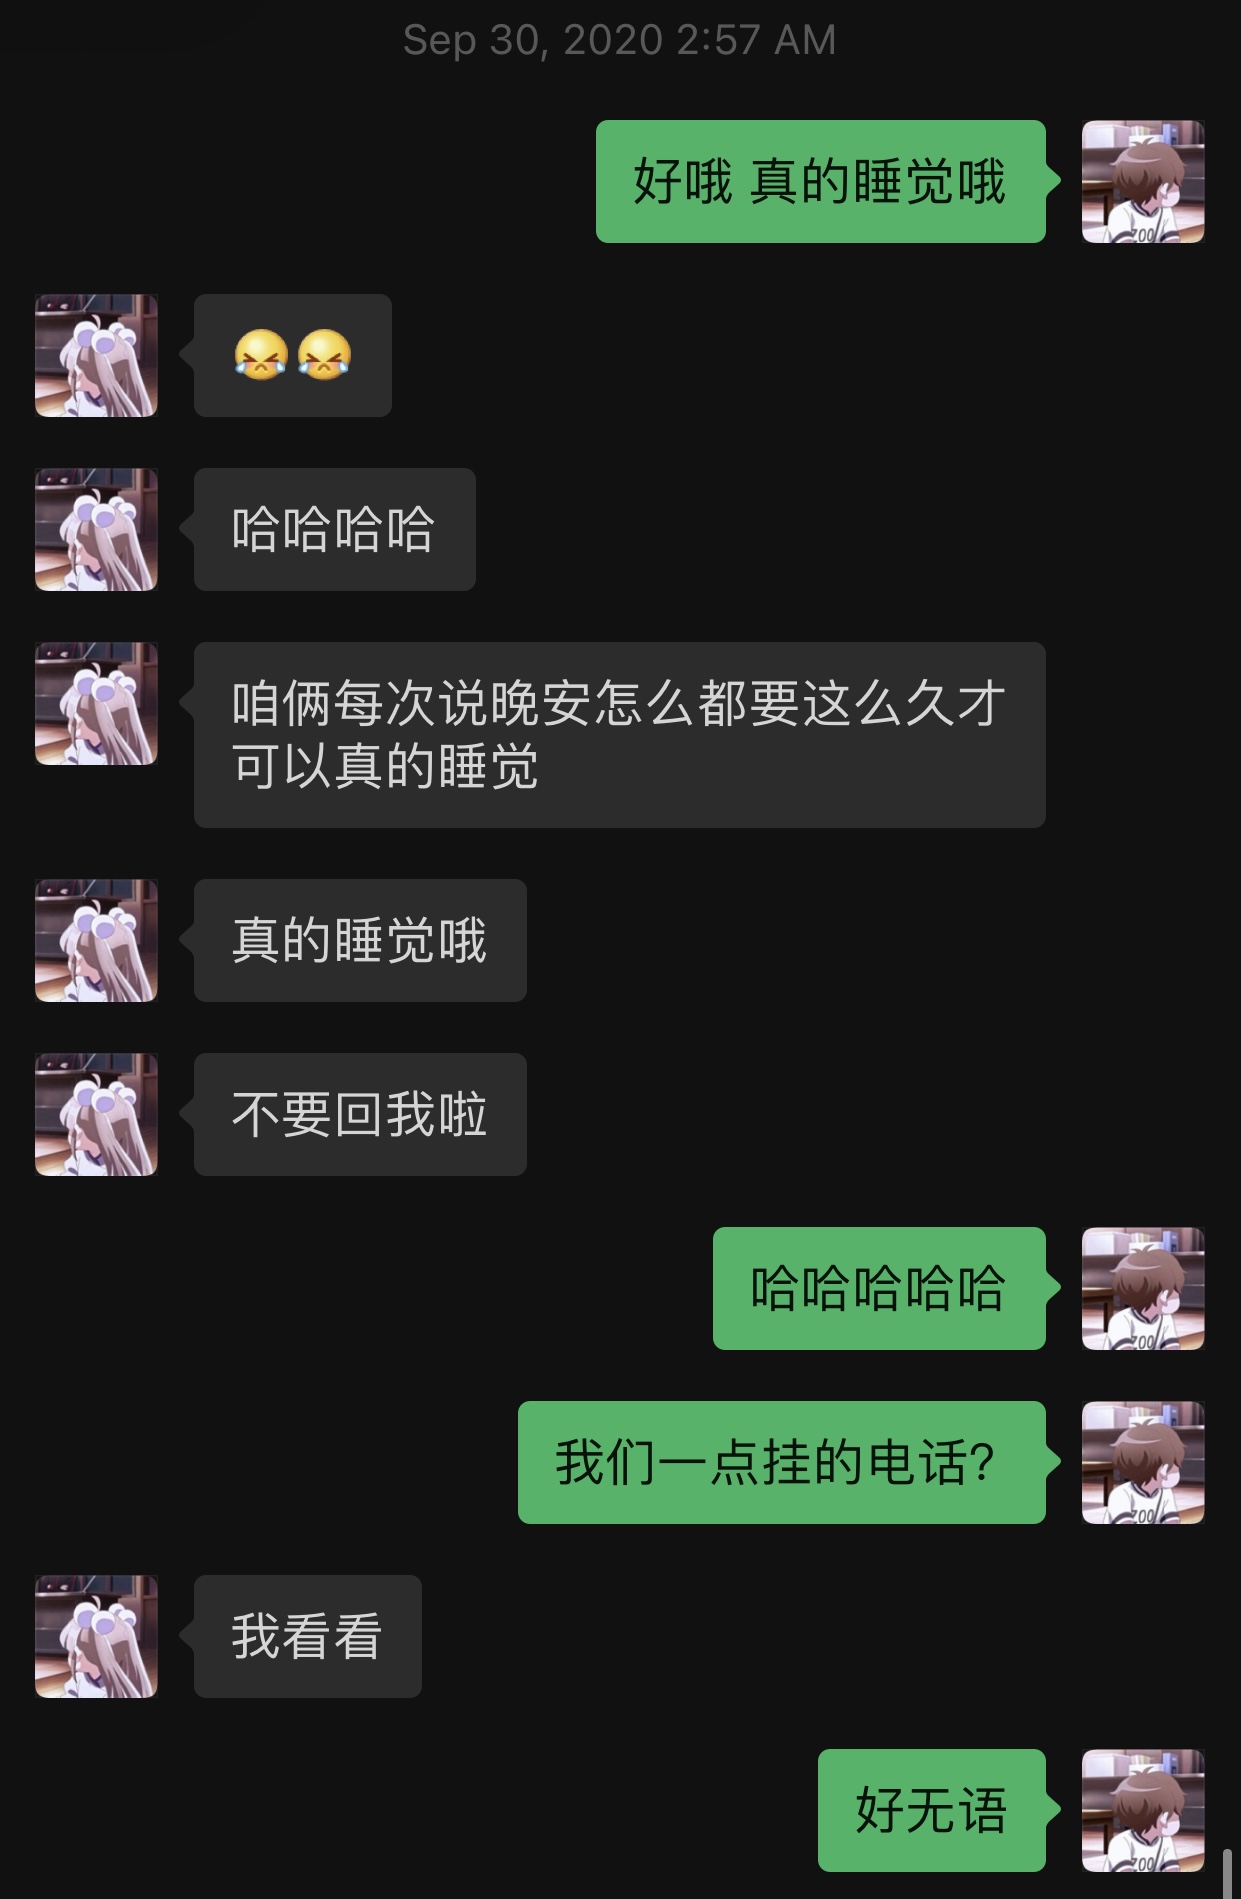 Sep 30, 2020 2:57 AM
好哦 真的睡觉哦
😹😹
哈哈哈哈
咱俩每次说晚安怎么都要这么久才
可以真的睡觉
真的睡觉哦
不要回我啦
哈哈哈哈哈
我们一点挂的电话?
我看看
好无语
ZOO